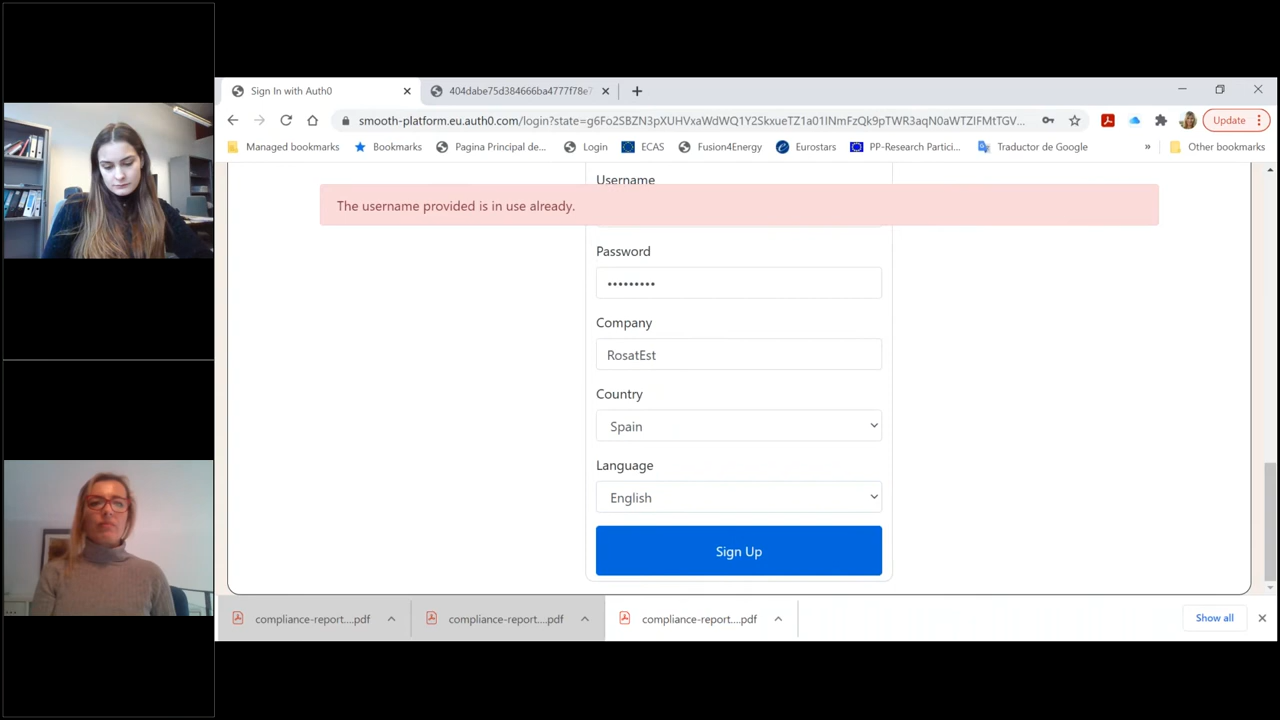 Sign In with Auth0
404dabe75d384666ba4777f78e7
smooth-platform.eu.auth0.com/login?state=g6Fo2SBZN3pXUHVxaWdWQ1Y2SkxueTZ1a01lNmFzQk9pTWR3aqN0aWTZIFMtTGV...
Update
Managed bookmarks
Bookmarks
Pagina Principal de...
Login
ECAS
Fusion4Energy
Eurostars
PP-Research Partici...
Traductor de Google
»
Other bookmarks
Username
The username provided is in use already.
Password
•••••••••
Company
RosatEst
Country
Spain
Language
English
Sign Up
compliance-report....pdf
compliance-report....pdf
compliance-report....pdf
Show all